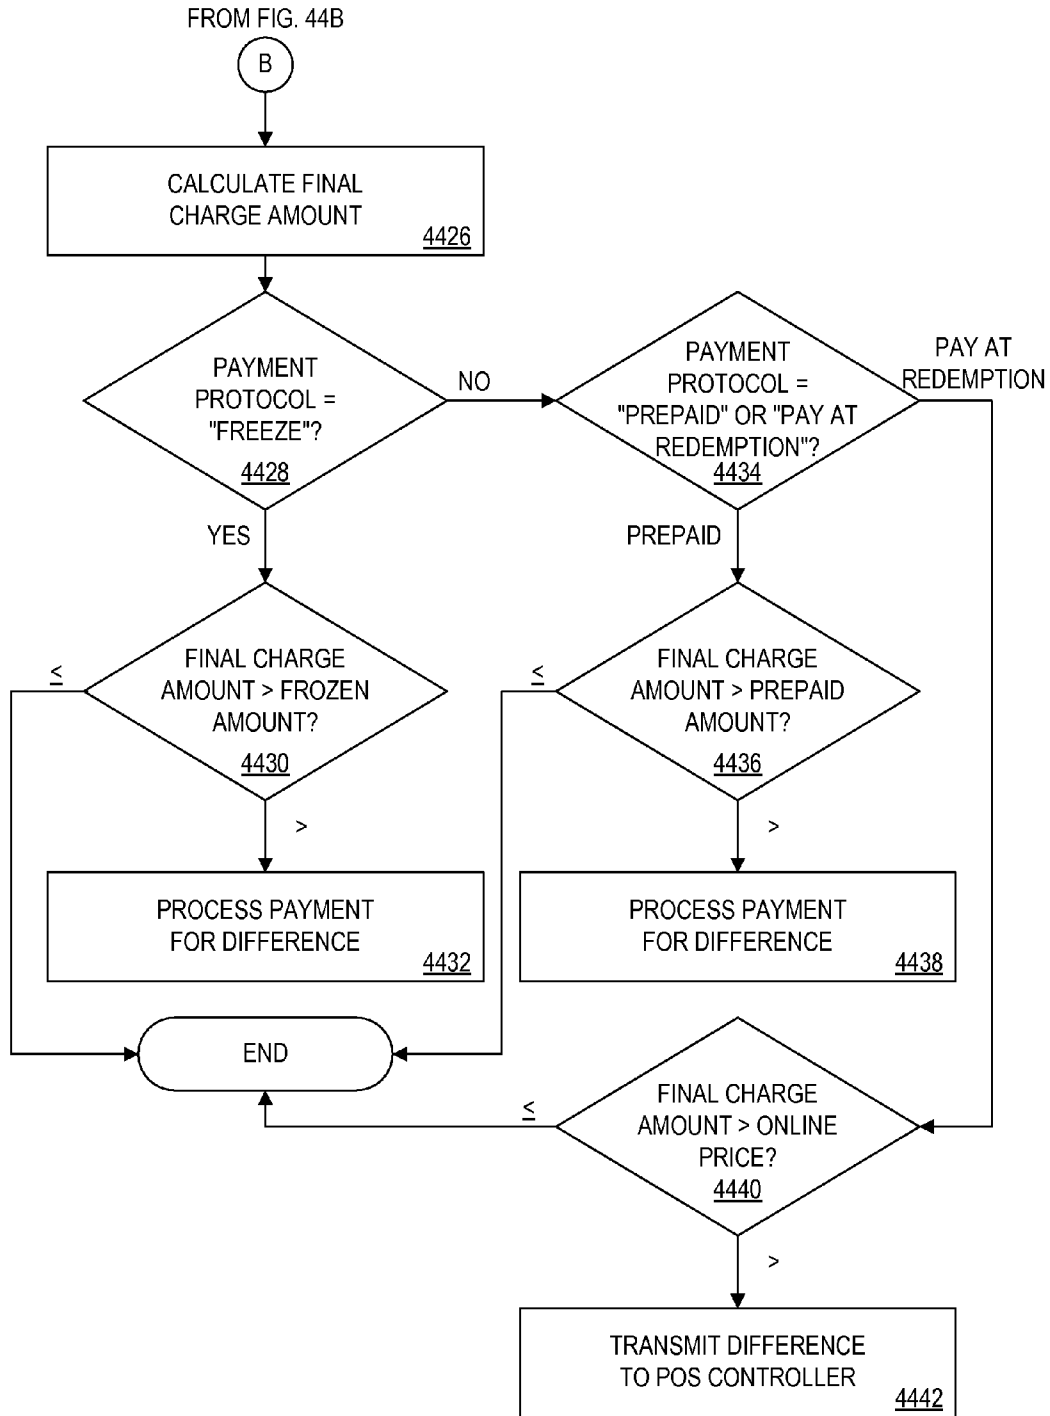 FROM FIG. 44B
B
CALCULATE FINAL
CHARGE AMOUNT
4426
PAYMENT
PROTOCOL =
"FREEZE"?
4428
NO
PAYMENT
PROTOCOL =
"PREPAID" OR "PAY AT
REDEMPTION"?
4434
PAY AT
REDEMPTION
YES
PREPAID
≤
FINAL CHARGE
AMOUNT > FROZEN
AMOUNT?
4430
≤
FINAL CHARGE
AMOUNT > PREPAID
AMOUNT?
4436
>
>
PROCESS PAYMENT
FOR DIFFERENCE
4432
PROCESS PAYMENT
FOR DIFFERENCE
4438
END
≤
FINAL CHARGE
AMOUNT > ONLINE
PRICE?
4440
>
TRANSMIT DIFFERENCE
TO POS CONTROLLER
4442